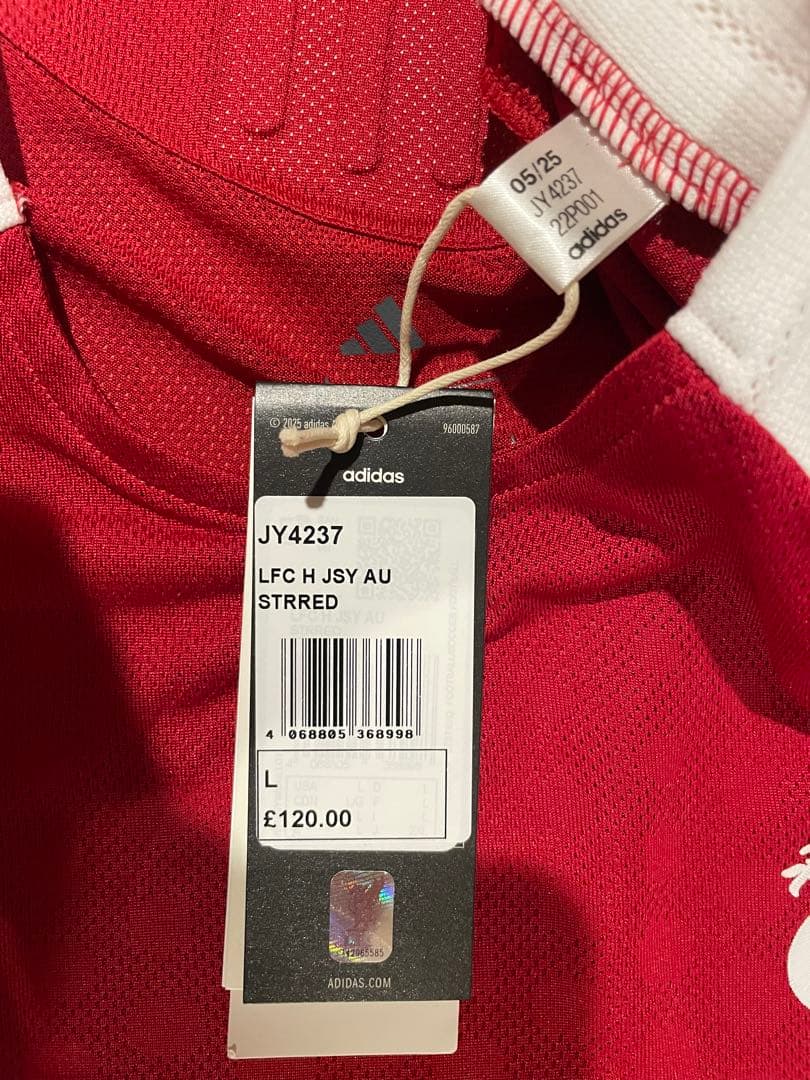 05/25
JY4237
22P001
adidas
© 2025 adidas
96000587
adidas
JY4237
LFC H JSY AU
STRRED
4 068805 368998
L
£120.00
ADIDAS.COM